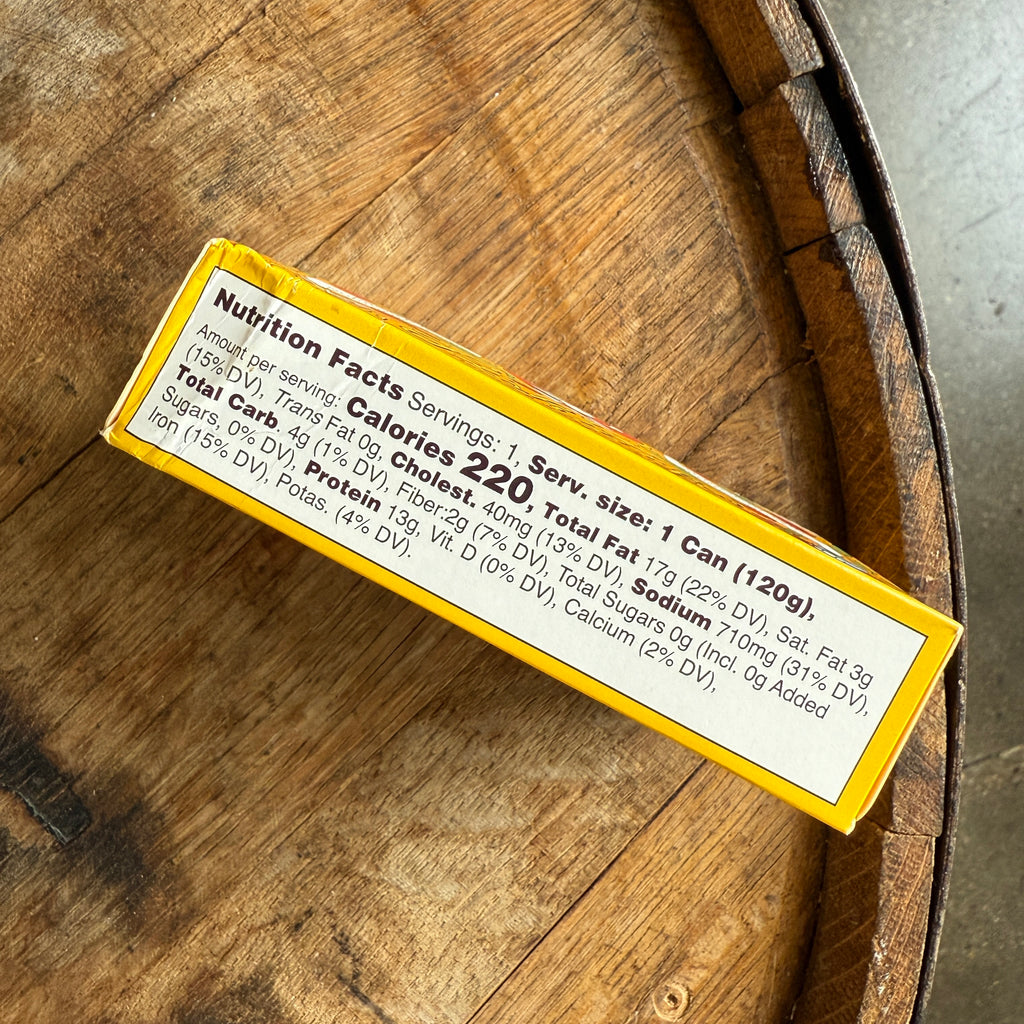 Nutrition Facts Servings: 1, Serv. size: 1 Can (120g),
Amount per serving: Calories 220, Total Fat 17g (22% DV), Sat. Fat 3g
(15% DV), Trans Fat 0g, Cholest. 40mg (13% DV), Sodium 710mg (31% DV),
Total Carb. 4g (1% DV), Fiber:2g (7% DV), Total Sugars 0g (Incl. 0g Added
Sugars, 0% DV), Protein 13g, Vit. D (0% DV), Calcium (2% DV),
Iron (15% DV), Potas. (4% DV).